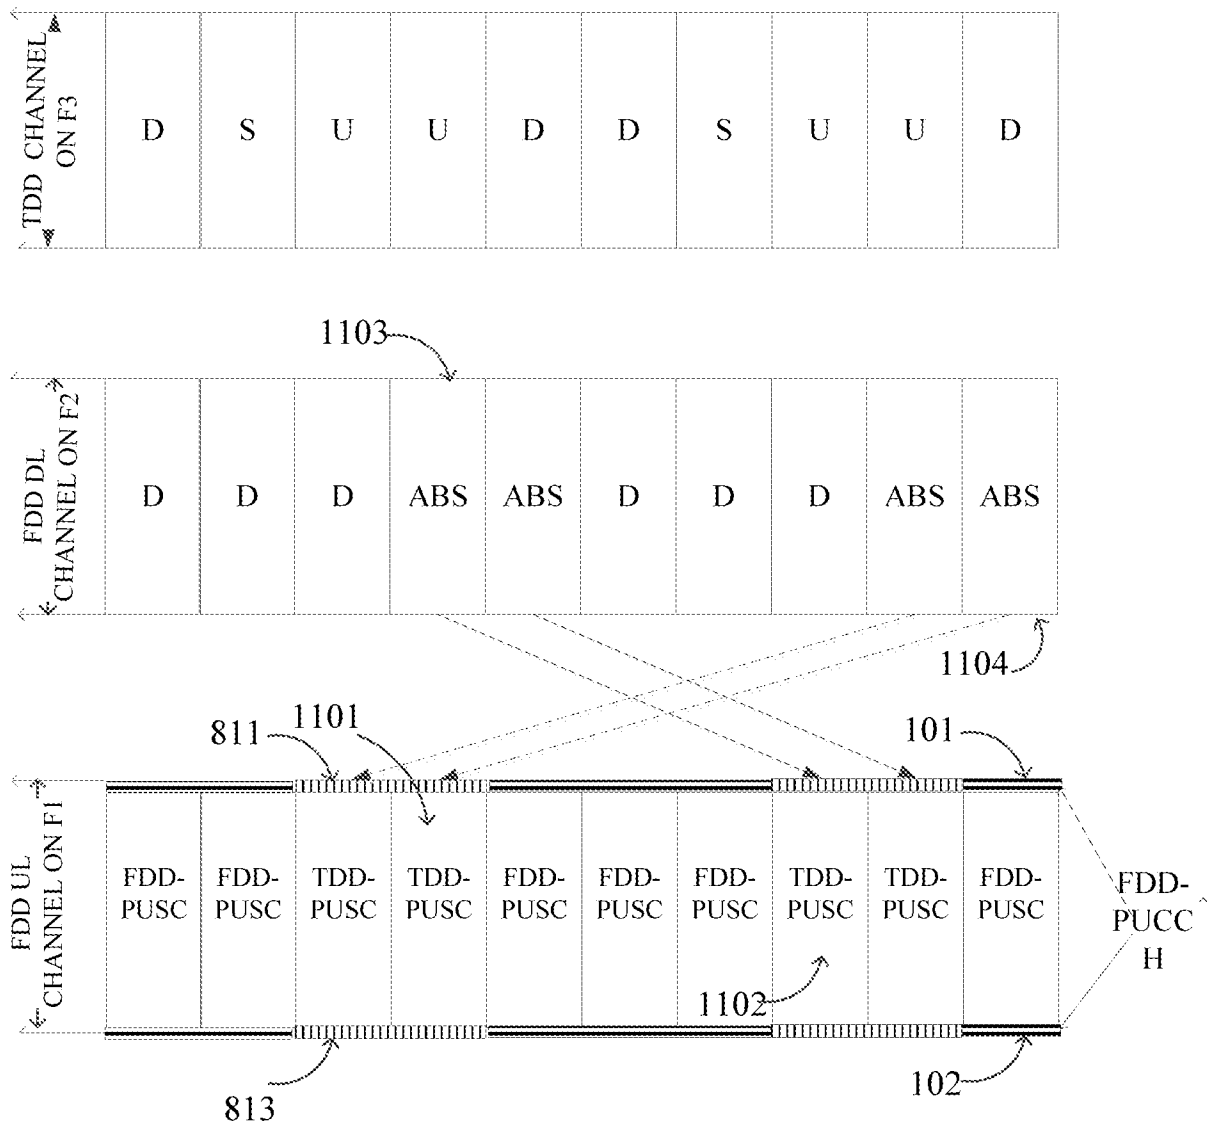 TDD CHANNEL
ON F3
D S U U D D S U U D
1103
FDD DL
CHANNEL ON F2
D D D ABS ABS D D D ABS ABS
1104
811
1101
101
FDD UL
CHANNEL ON F1
FDD- FDD- TDD- TDD- FDD- FDD- FDD- TDD- TDD- FDD-
PUSC PUSC PUSC PUSC PUSC PUSC PUSC PUSC PUSC PUSC
FDD-
PUCC
H
1102
813
102